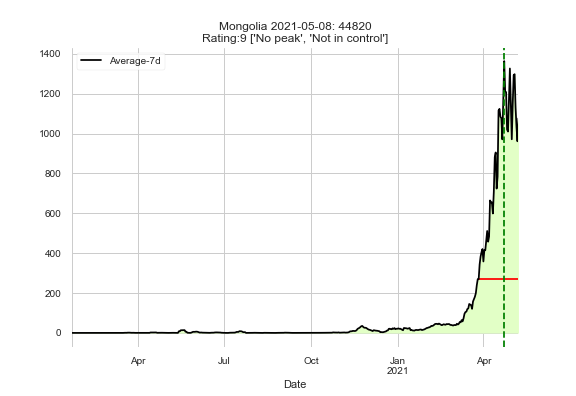 Mongolia 2021-05-08: 44820
Rating:9 ['No peak', 'Not in control']
Average-7d
1400
1200
1000
800
600
400
200
0
Apr
Jul
Oct
Jan
2021
Apr
Date